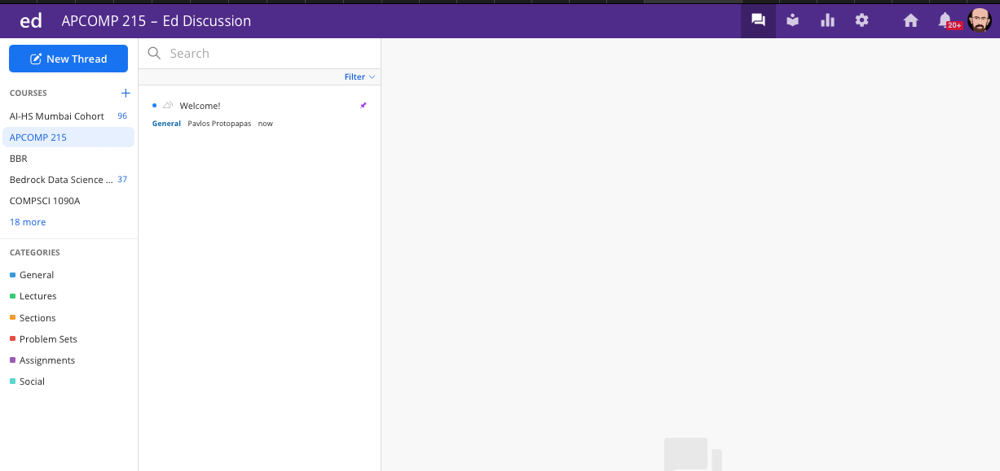 ed APCOMP 215 – Ed Discussion 20+
New Thread
COURSES
AI-HS Mumbai Cohort 96
APCOMP 215
BBR
Bedrock Data Science ... 37
COMPSCI 1090A
18 more
CATEGORIES
General
Lectures
Sections
Problem Sets
Assignments
Social
Search
Filter
Welcome!
General Pavlos Protopapas now